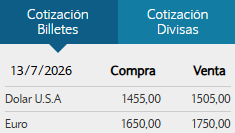 Cotización Billetes
Cotización Divisas
13/7/2026 Compra Venta
Dolar U.S.A 1455,00 1505,00
Euro 1650,00 1750,00